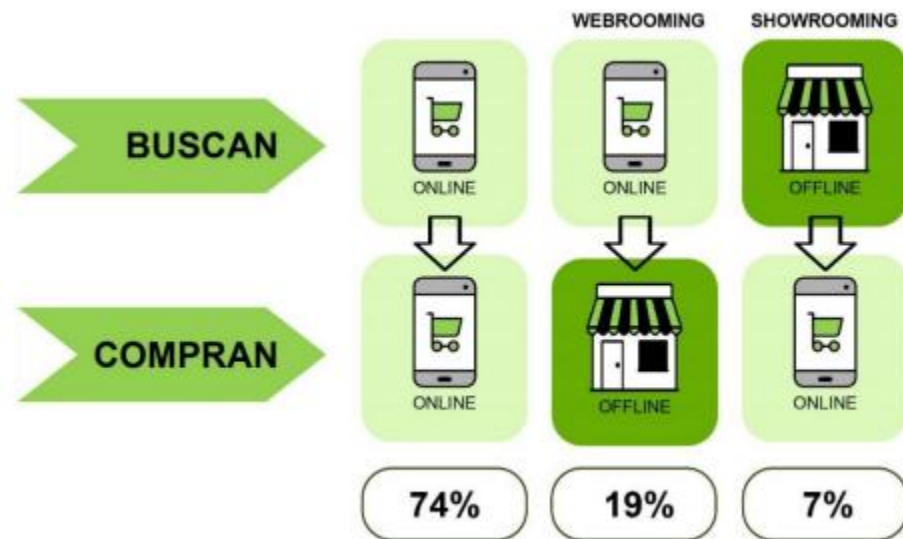 WEBROOMING SHOWROOMING
BUSCAN
ONLINE ONLINE OFFLINE
COMPRAN
ONLINE OFFLINE ONLINE
74% 19% 7%